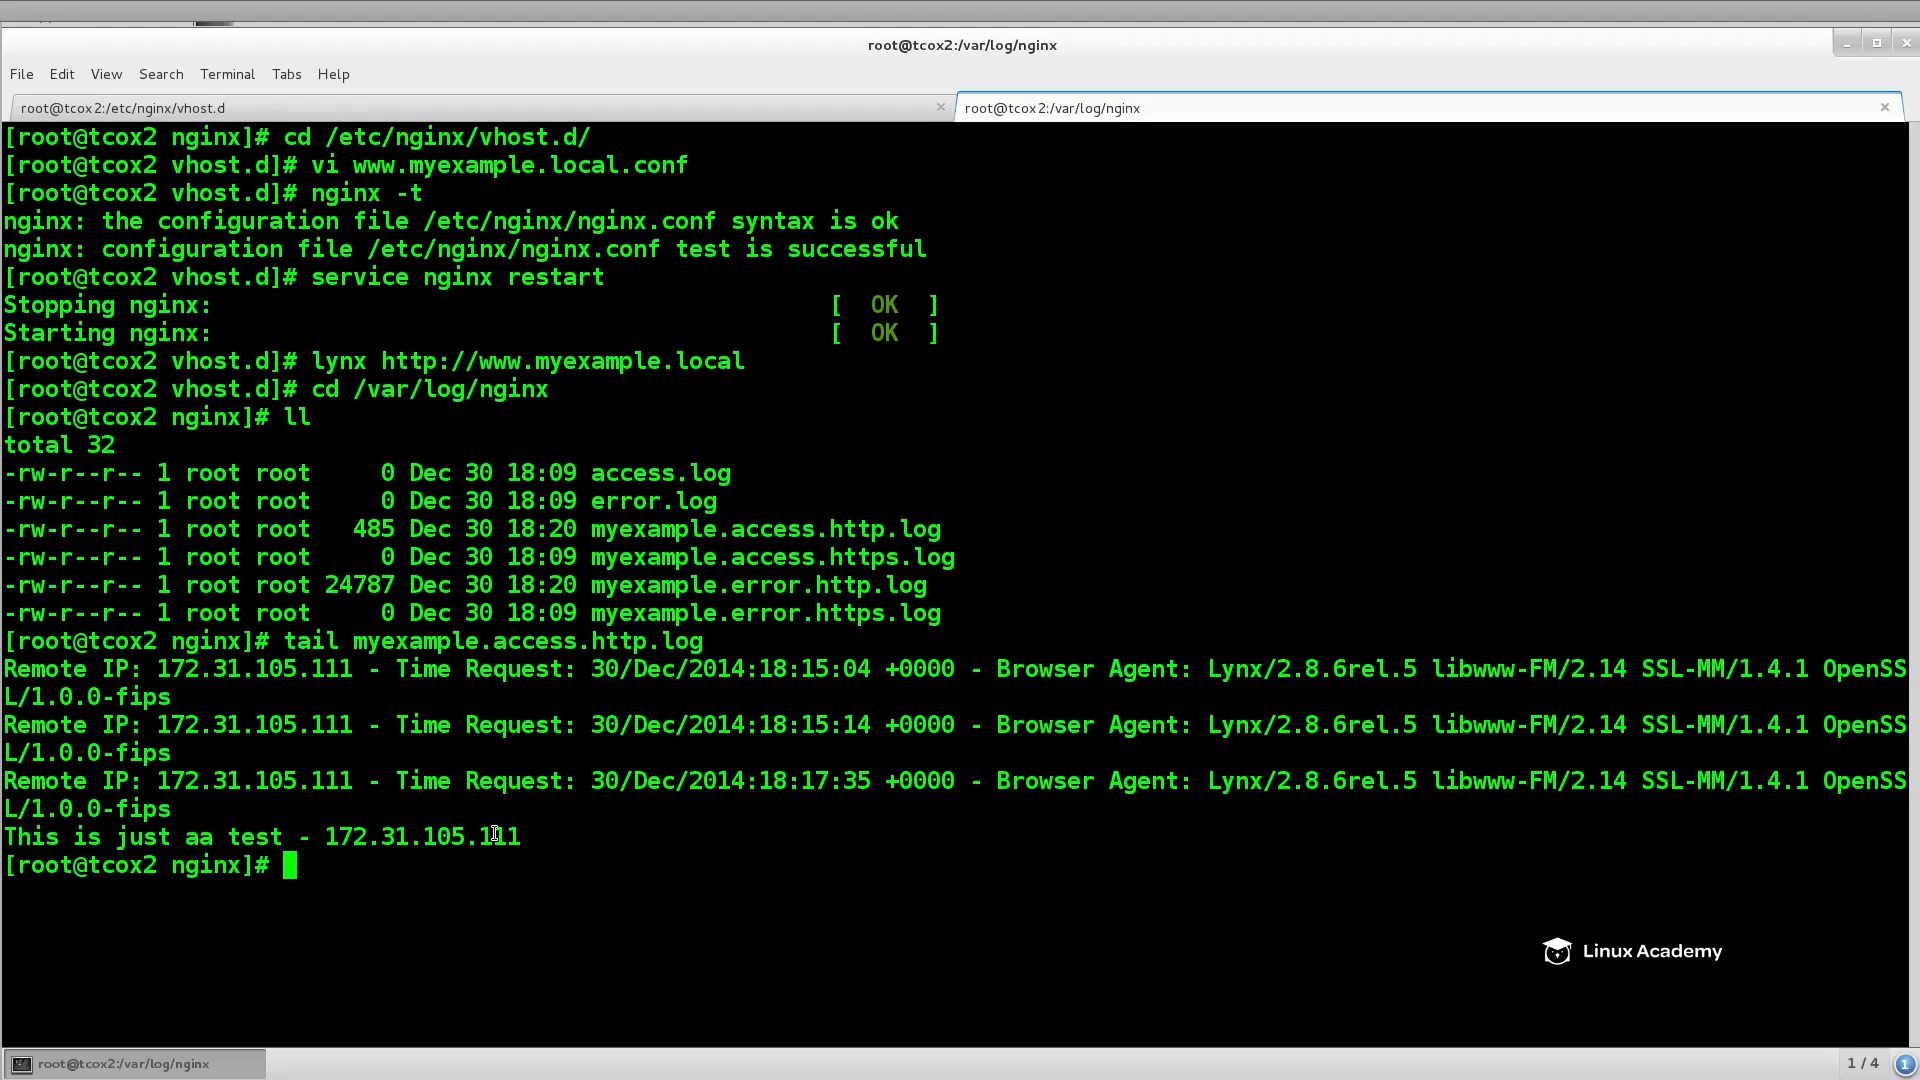 root@tcox2:/var/log/nginx
File Edit View Search Terminal Tabs Help
root@tcox2:/etc/nginx/vhost.d root@tcox2:/var/log/nginx
[root@tcox2 nginx]# cd /etc/nginx/vhost.d/
[root@tcox2 vhost.d]# vi www.myexample.local.conf
[root@tcox2 vhost.d]# nginx -t
nginx: the configuration file /etc/nginx/nginx.conf syntax is ok
nginx: configuration file /etc/nginx/nginx.conf test is successful
[root@tcox2 vhost.d]# service nginx restart
Stopping nginx: [ OK ]
Starting nginx: [ OK ]
[root@tcox2 vhost.d]# lynx http://www.myexample.local
[root@tcox2 vhost.d]# cd /var/log/nginx
[root@tcox2 nginx]# ll
total 32
-rw-r--r-- 1 root root 0 Dec 30 18:09 access.log
-rw-r--r-- 1 root root 0 Dec 30 18:09 error.log
-rw-r--r-- 1 root root 485 Dec 30 18:20 myexample.access.http.log
-rw-r--r-- 1 root root 0 Dec 30 18:09 myexample.access.https.log
-rw-r--r-- 1 root root 24787 Dec 30 18:20 myexample.error.http.log
-rw-r--r-- 1 root root 0 Dec 30 18:09 myexample.error.https.log
[root@tcox2 nginx]# tail myexample.access.http.log
Remote IP: 172.31.105.111 - Time Request: 30/Dec/2014:18:15:04 +0000 - Browser Agent: Lynx/2.8.6rel.5 libwww-FM/2.14 SSL-MM/1.4.1 OpenSS
L/1.0.0-fips
Remote IP: 172.31.105.111 - Time Request: 30/Dec/2014:18:15:14 +0000 - Browser Agent: Lynx/2.8.6rel.5 libwww-FM/2.14 SSL-MM/1.4.1 OpenSS
L/1.0.0-fips
Remote IP: 172.31.105.111 - Time Request: 30/Dec/2014:18:17:35 +0000 - Browser Agent: Lynx/2.8.6rel.5 libwww-FM/2.14 SSL-MM/1.4.1 OpenSS
L/1.0.0-fips
This is just aa test - 172.31.105.111
[root@tcox2 nginx]#
Linux Academy
root@tcox2:/var/log/nginx 1 / 4 1